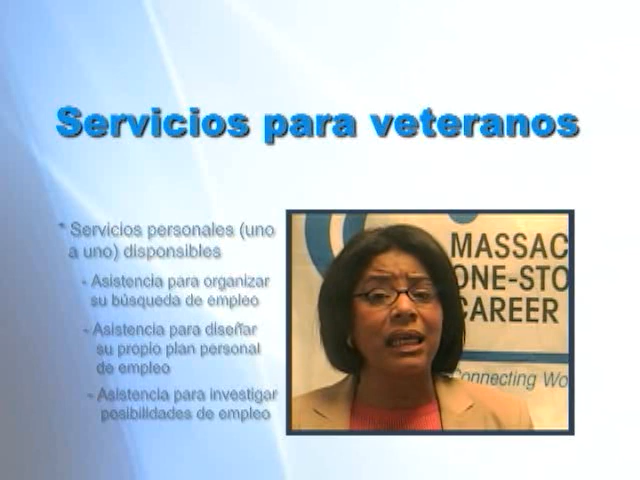 Servicios para veteranos
* Servicios personales (uno
a uno) disponsibles
- Asistencia para organizar
su búsqueda de empleo
- Asistencia para diseñar
su propio plan personal
de empleo
- Asistencia para investigar
posibilidades de empleo
MASSAC
ONE-STO
CAREER
Connecting Wo